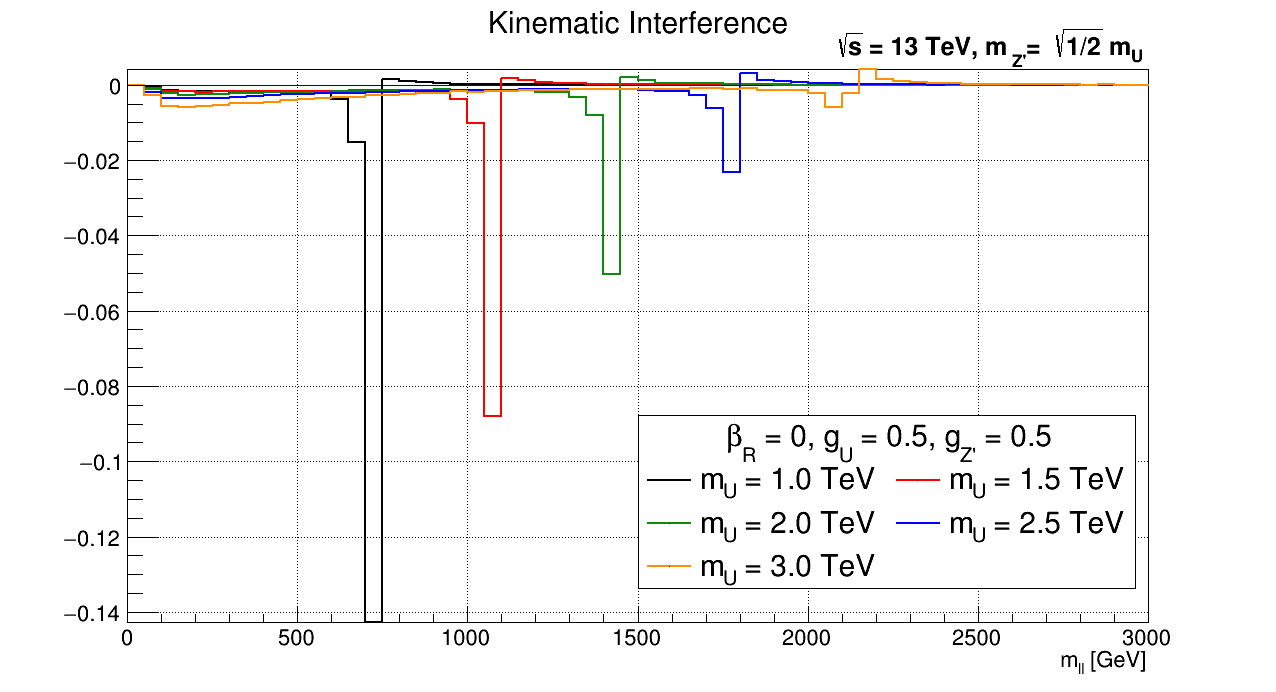 Kinematic Interference
√s = 13 TeV, m_Z'= √1/2 m_U
0
−0.02
−0.04
−0.06
−0.08
−0.1
−0.12
−0.14
β_R = 0, g_U = 0.5, g_Z' = 0.5
m_U = 1.0 TeV m_U = 1.5 TeV
m_U = 2.0 TeV m_U = 2.5 TeV
m_U = 3.0 TeV
0 500 1000 1500 2000 2500 3000
m_ll [GeV]